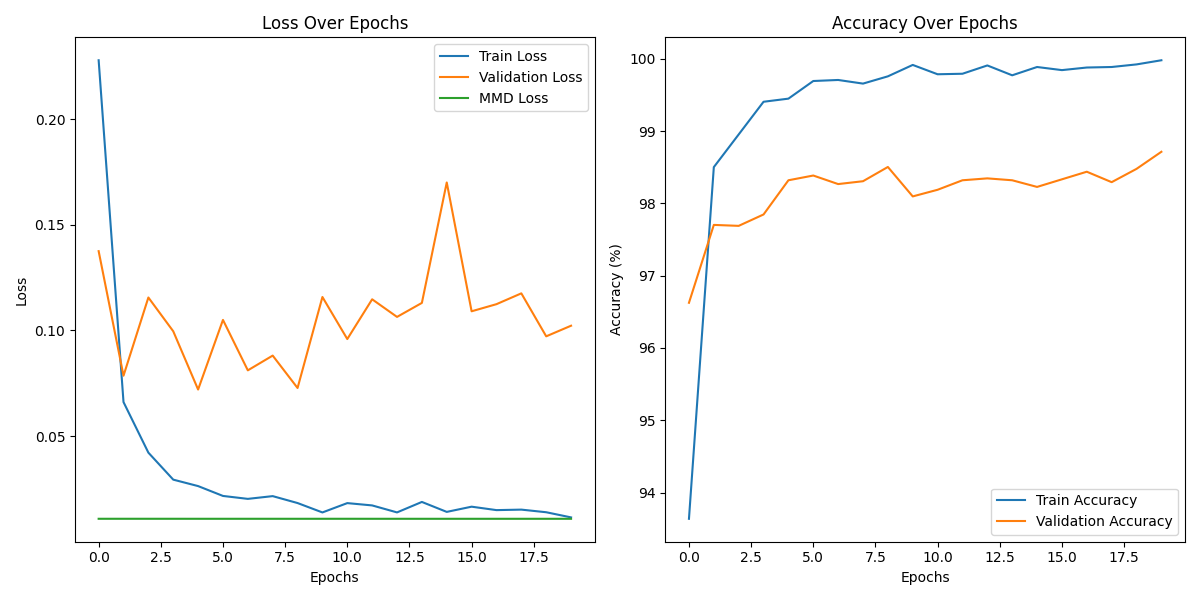 Loss Over Epochs
Train Loss
Validation Loss
MMD Loss
0.20
0.15
0.10
0.05
Loss
0.0 2.5 5.0 7.5 10.0 12.5 15.0 17.5
Epochs
Accuracy Over Epochs
100
99
98
97
96
95
94
Accuracy (%)
Train Accuracy
Validation Accuracy
0.0 2.5 5.0 7.5 10.0 12.5 15.0 17.5
Epochs